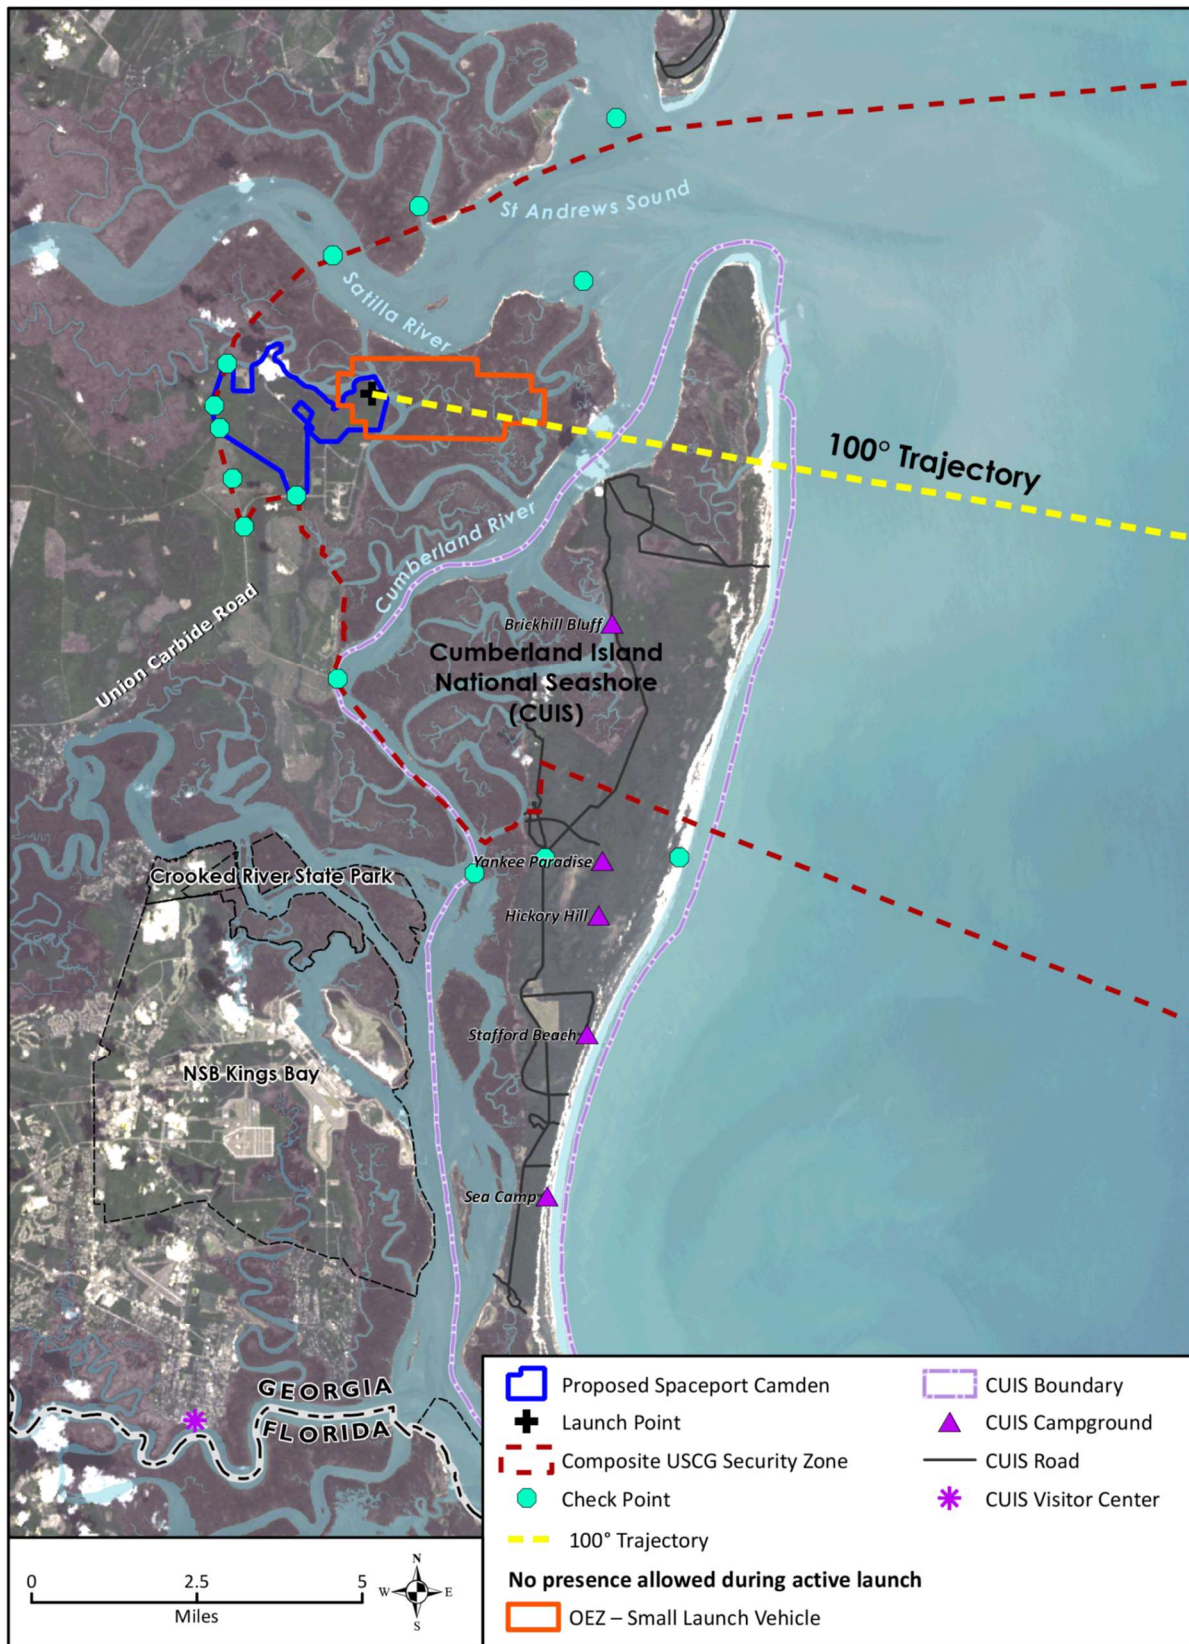 St Andrews Sound
Satilla River
100° Trajectory
Cumberland River
Union Carbide Road
Brickhill Bluff
Cumberland Island
National Seashore
(CUIS)
Crooked River State Park
Yankee Paradise
Hickory Hill
Stafford Beach
NSB Kings Bay
Sea Camp
GEORGIA
FLORIDA
Proposed Spaceport Camden
Launch Point
Composite USCG Security Zone
Check Point
100° Trajectory
No presence allowed during active launch
OEZ – Small Launch Vehicle
CUIS Boundary
CUIS Campground
CUIS Road
CUIS Visitor Center
0 2.5 5
Miles
N
W E
S